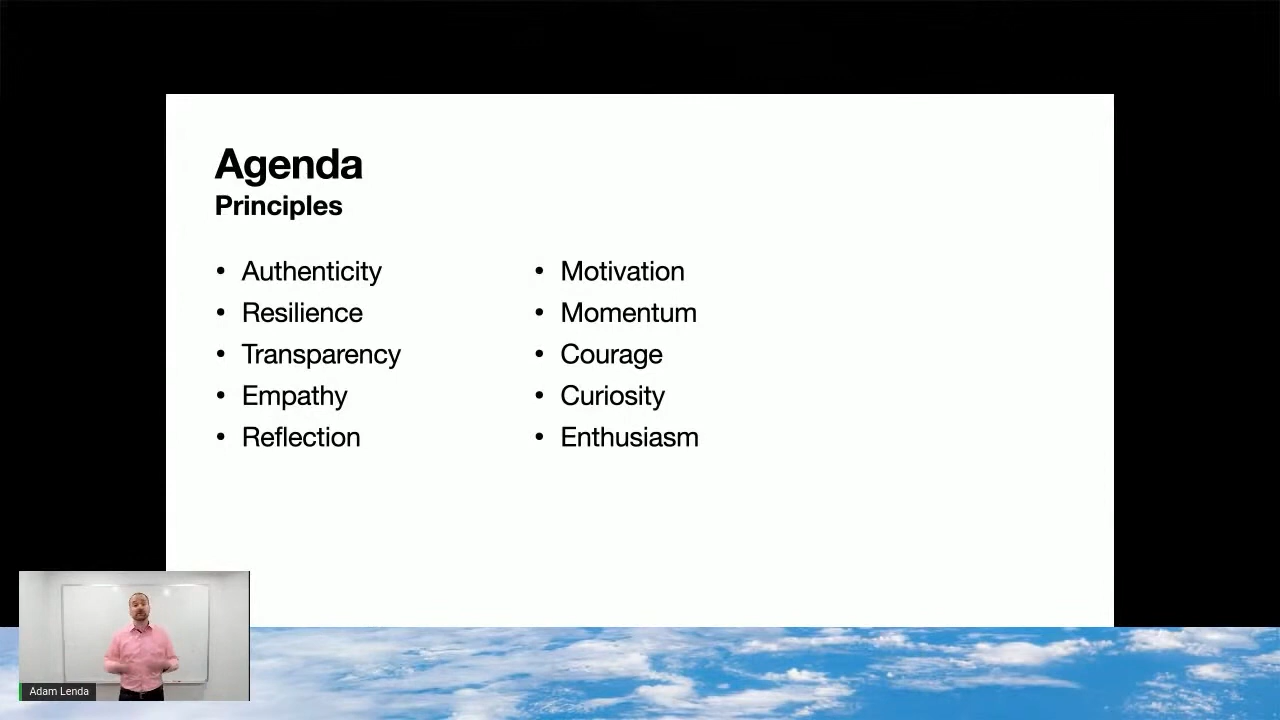 Agenda
Principles
• Authenticity
• Resilience
• Transparency
• Empathy
• Reflection
• Motivation
• Momentum
• Courage
• Curiosity
• Enthusiasm
Adam Lenda